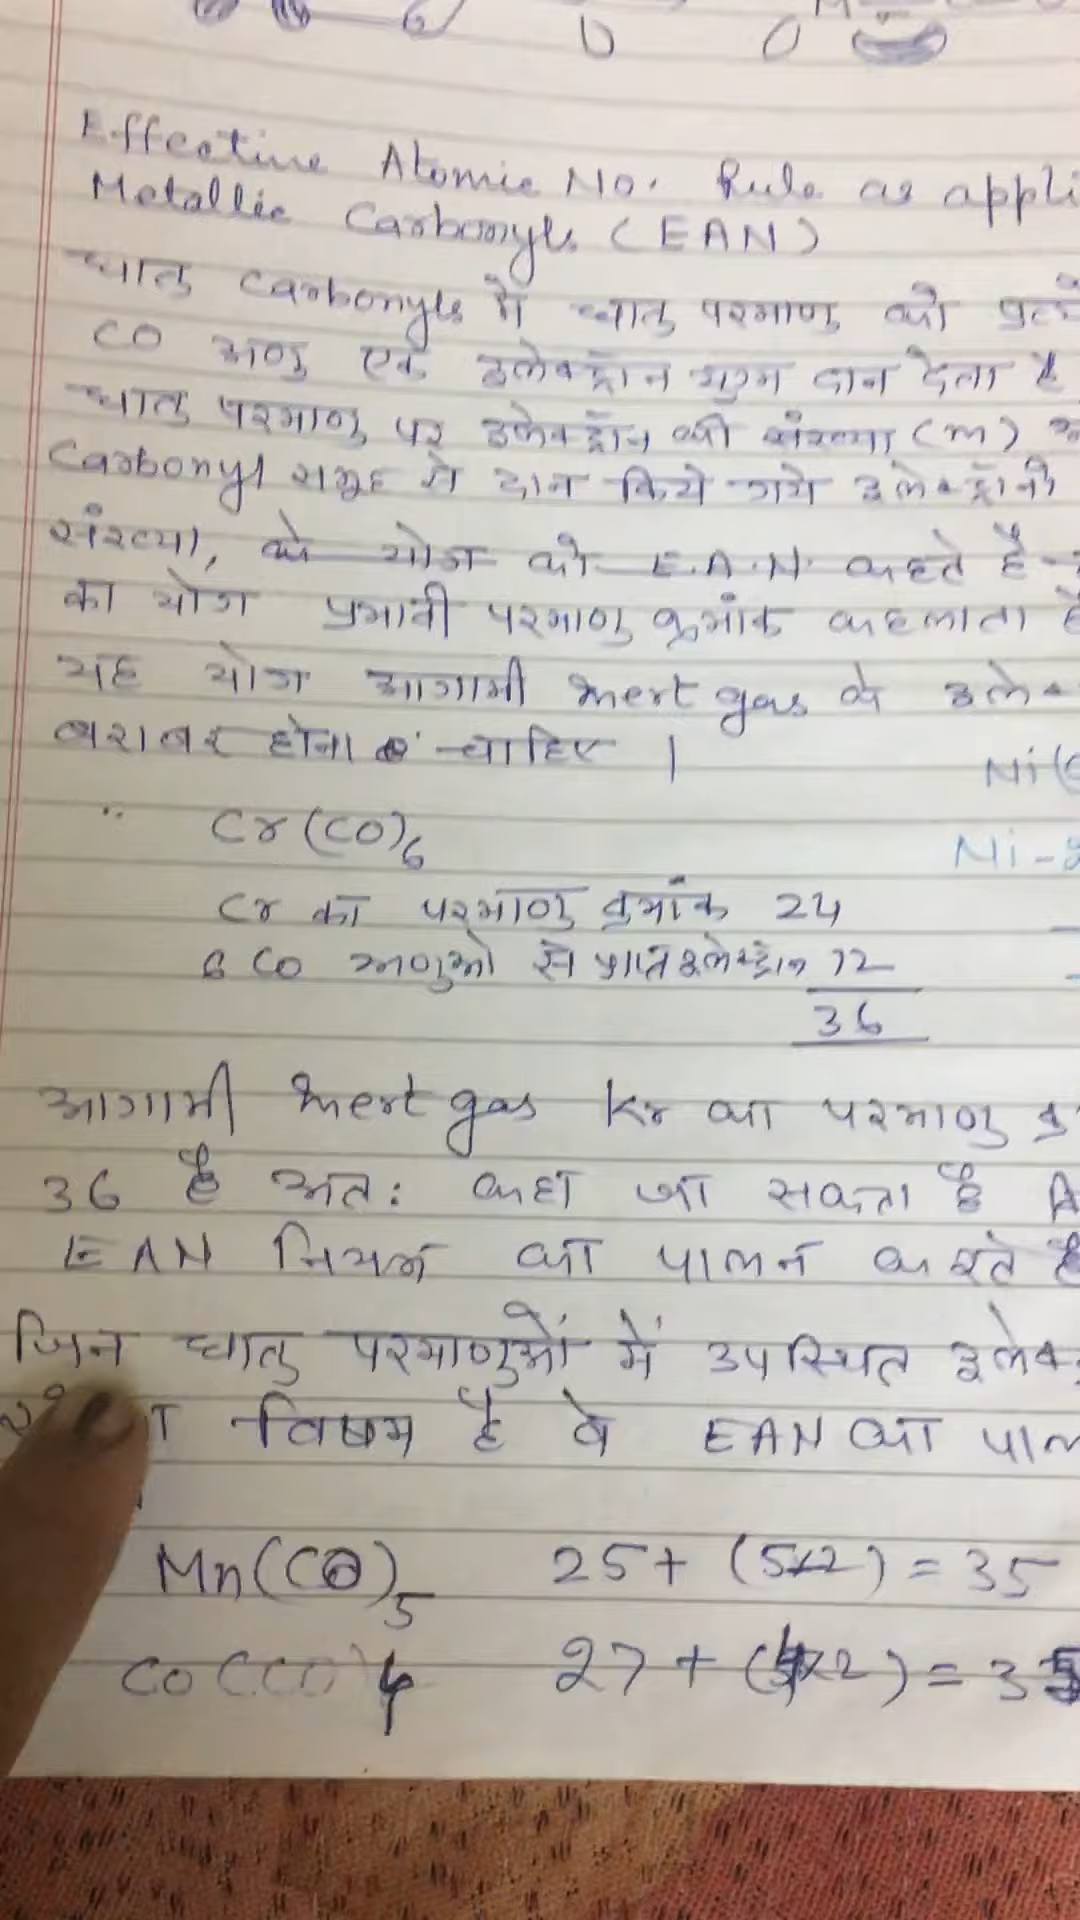 Effective Atomic No. Rule as appli
Metallic Carbonyls (EAN)
धातु Carbonyls में धातु परमाणु को प्रत्ये
CO अणु एक इलेक्ट्रॉन युग्म दान देता है
धातु परमाणु पर इलेक्ट्रॉन की संख्या (m)
Carbonyl समूह से दान किये गये इलेक्ट्रॉनो
संख्या, के योग को E.A.N. कहते है
का योग प्रभावी परमाणु क्रमांक कहलाता है
यह योग आगामी Inert gas के इलेक
बराबर होना चाहिए |
Ni(C
Cr(CO)6
Ni-2
Cr का परमाणु क्रमांक 24
6 CO अणुओ से प्राप्त इलेक्ट्रॉन 12
36
आगामी Inert gas Kr का परमाणु क्र
36 है अतः कहा जा सकता है
EAN नियम का पालन करते है
जिन धातु परमाणुओं में उपस्थित इलेक्ट
विषम है वे EAN का पाल
Mn(CO)5 25+ (5x2) = 35
Co(CO)4 27 + (4x2) = 35